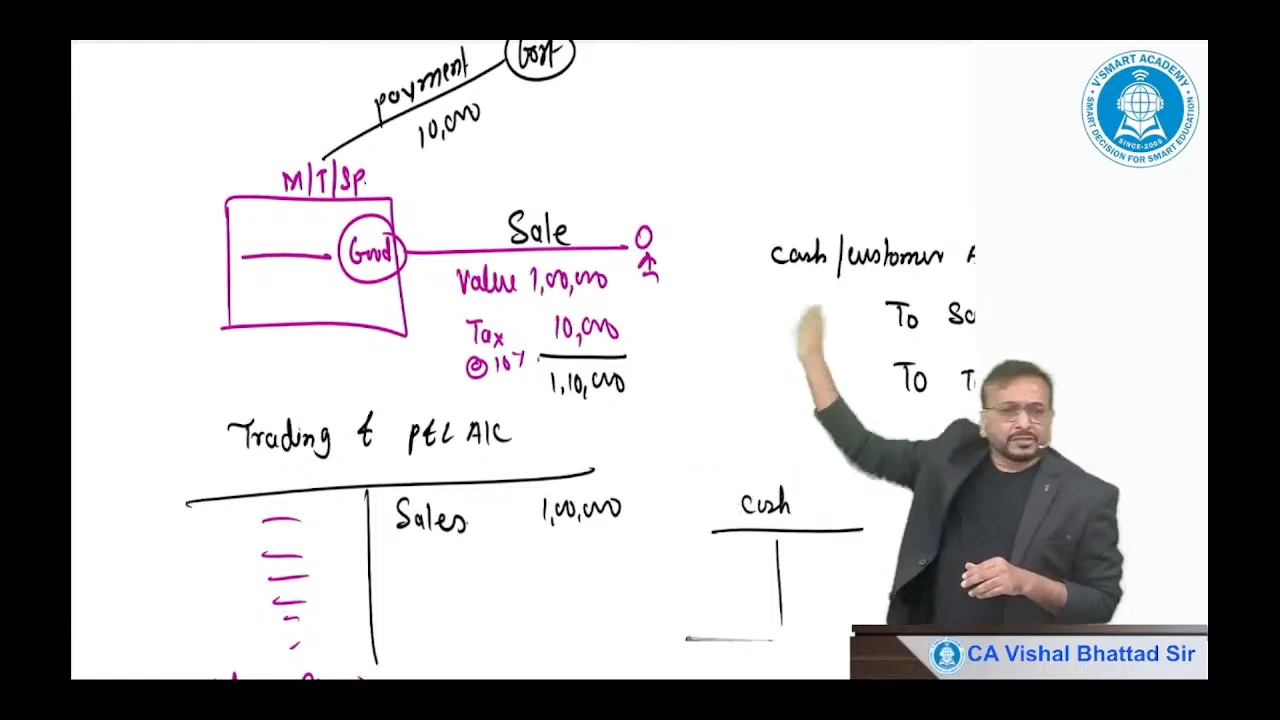 Govt
payment
10,000
M/T/SP.
Good
Sale
Value 1,00,000
Tax 10,000
@ 10%
1,10,000
Cash/customer A
To Sa
To T
Trading & P&L A/C
Sales 1,00,000
Cash
V'SMART ACADEMY
SMART DECISION FOR SMART EDUCATION
SINCE-2005
CA Vishal Bhattad Sir